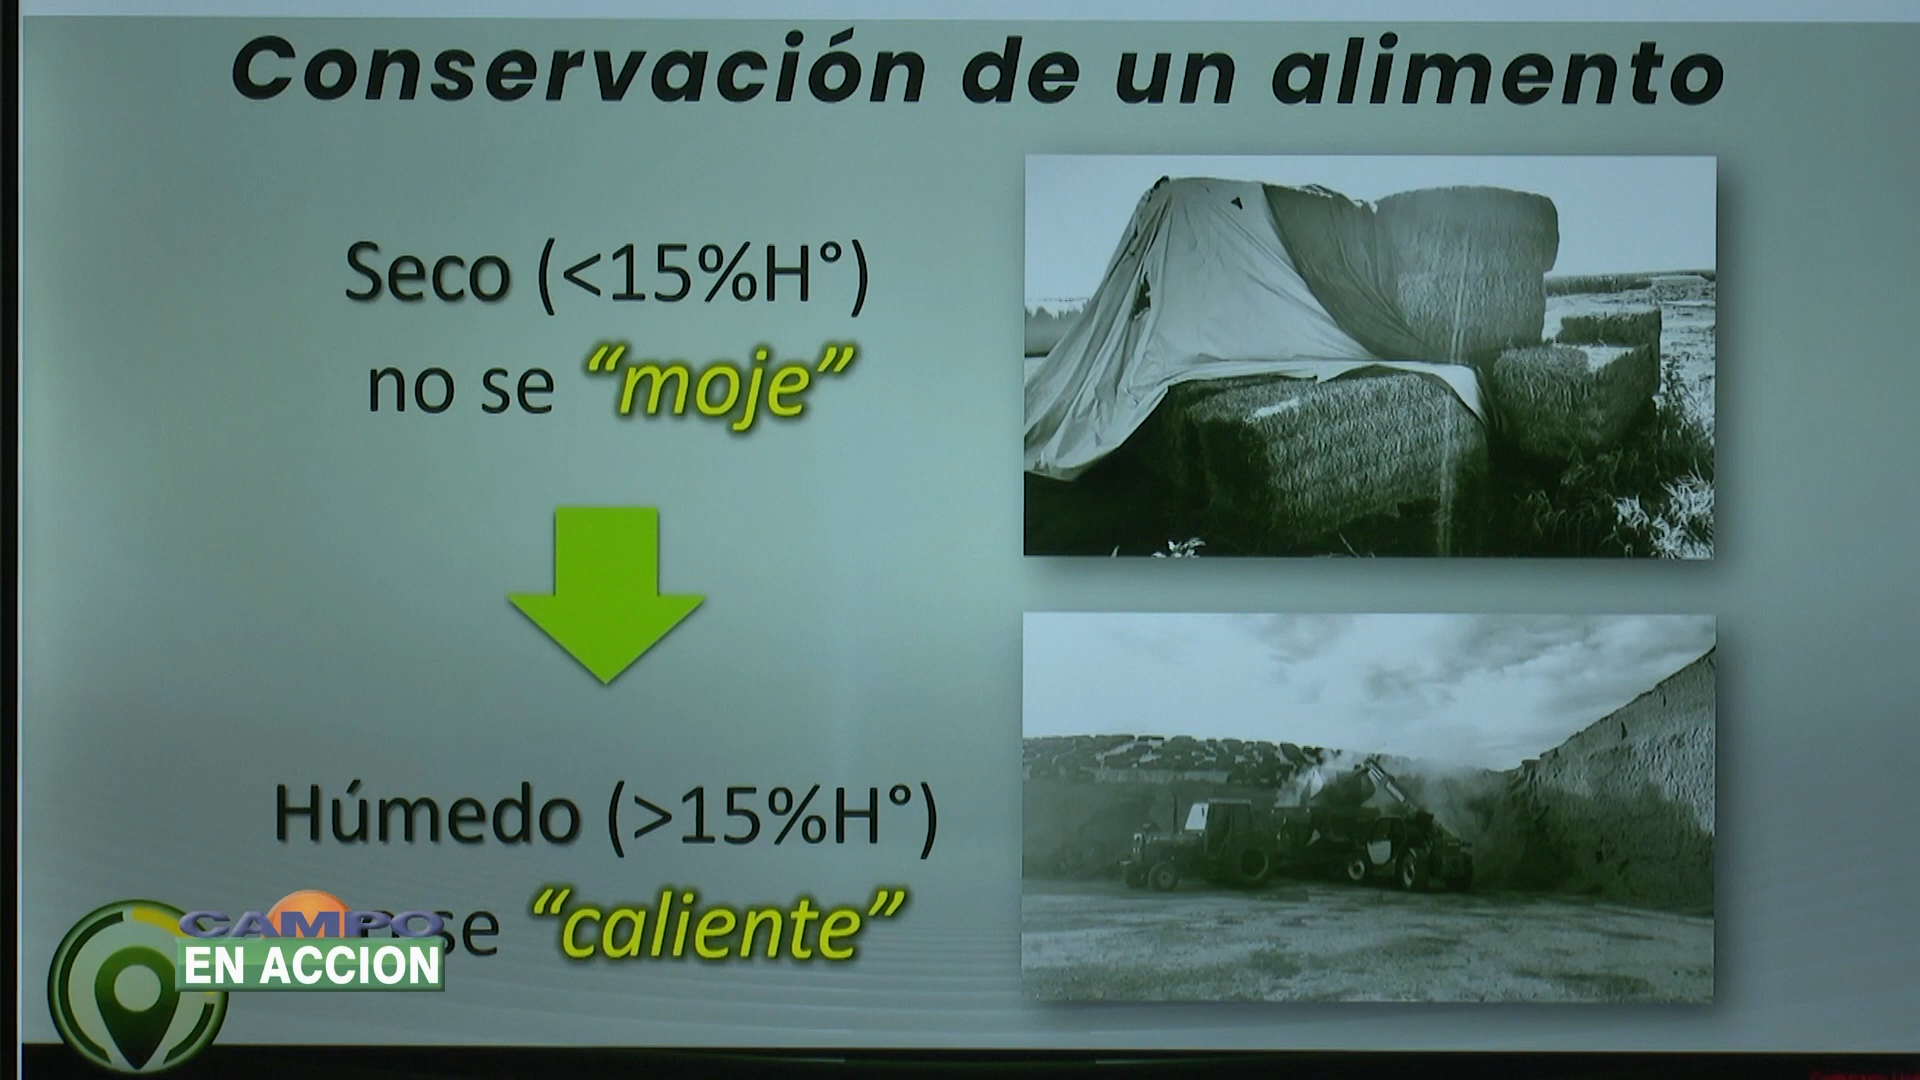 Conservación de un alimento
Seco (<15%H°)
no se “moje”
Húmedo (>15%H°)
se “caliente”
CAMPO
EN ACCION